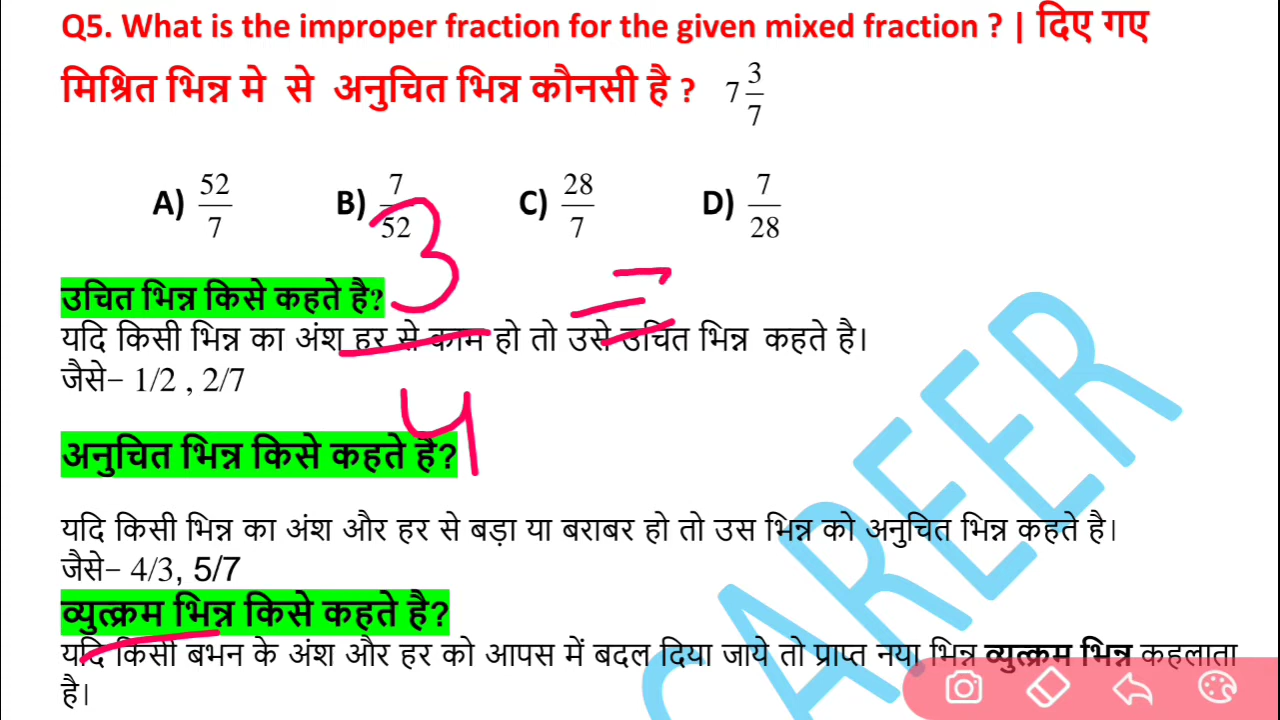 Q5. What is the improper fraction for the given mixed fraction ? | दिए गए
मिश्रित भिन्न मे से अनुचित भिन्न कौनसी है ? 7 3/7
A) 52/7 B) 7/52 C) 28/7 D) 7/28
3/4 =
उचित भिन्न किसे कहते है?
यदि किसी भिन्न का अंश हर से काम हो तो उसे उचित भिन्न कहते है।
जैसे– 1/2 , 2/7
अनुचित भिन्न किसे कहते है?
यदि किसी भिन्न का अंश और हर से बड़ा या बराबर हो तो उस भिन्न को अनुचित भिन्न कहते है।
जैसे– 4/3, 5/7
व्युत्क्रम भिन्न किसे कहते है?
यदि किसी बभन के अंश और हर को आपस में बदल दिया जाये तो प्राप्त नया भिन्न व्युत्क्रम भिन्न कहलाता
है।
CAREER